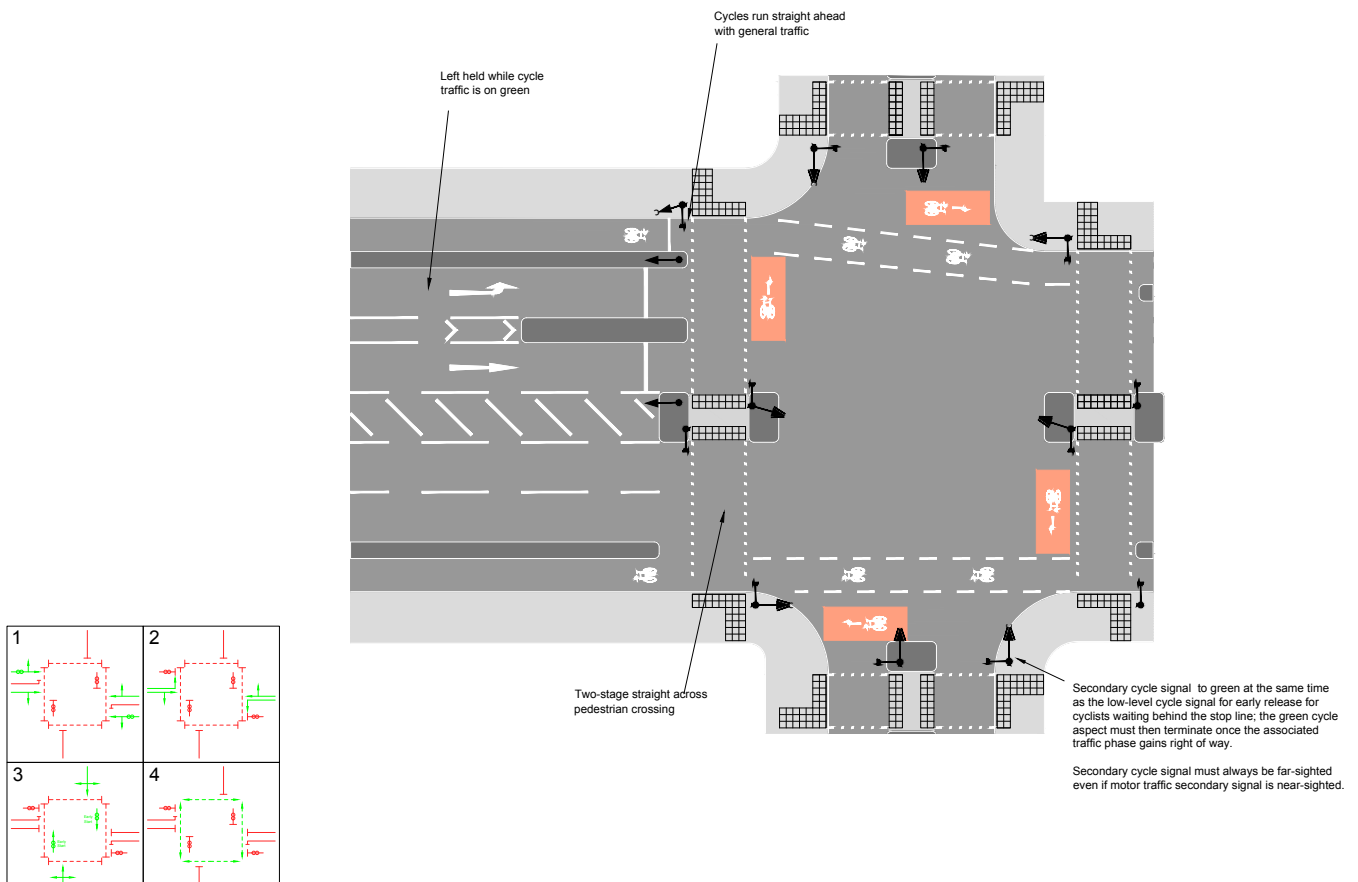 Cycles run straight ahead
with general traffic
Left held while cycle
traffic is on green
Two-stage straight across
pedestrian crossing
Secondary cycle signal to green at the same time
as the low-level cycle signal for early release for
cyclists waiting behind the stop line; the green cycle
aspect must then terminate once the associated
traffic phase gains right of way.
Secondary cycle signal must always be far-sighted
even if motor traffic secondary signal is near-sighted.
1
2
3
4
Early
Start
Early
Start